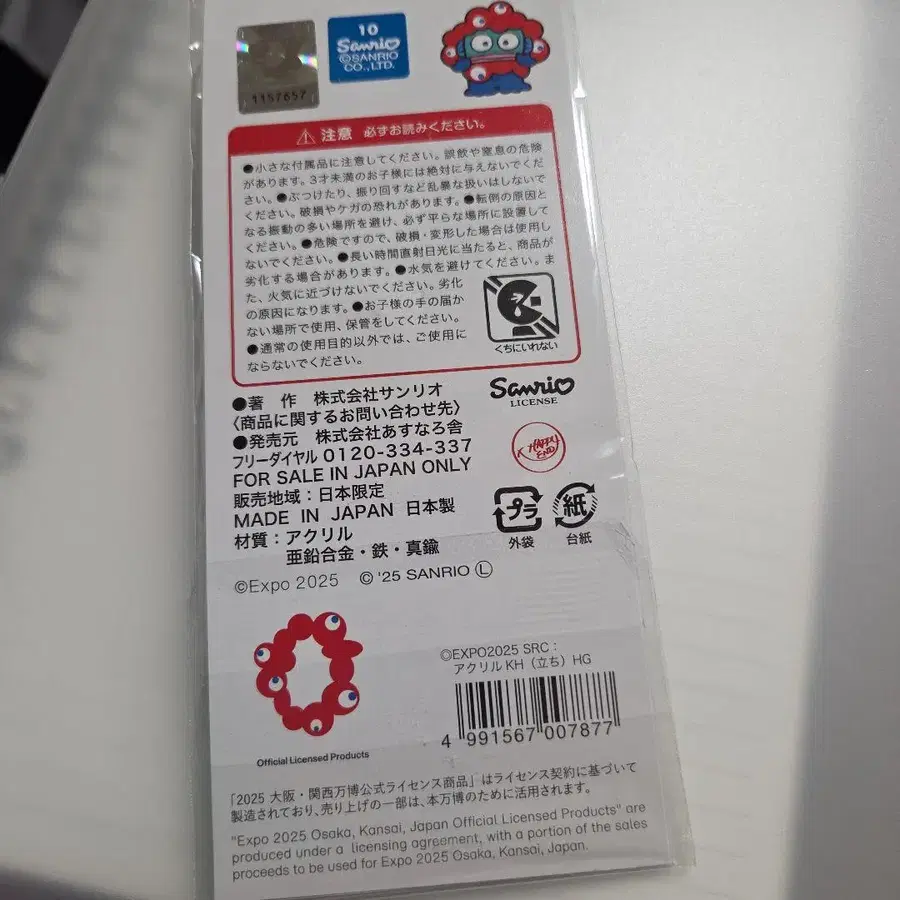 1157657
10
Sanrio
©SANRIO
CO., LTD.
注意 必ずお読みください。
●小さな付属品に注意してください。誤飲や窒息の危険
があります。3才未満のお子様には絶対に与えないでくだ
さい。●ぶつけたり、振り回すなど乱暴な扱いはしないで
ください。破損やケガの恐れがあります。●転倒の原因と
なる振動の多い場所を避け、必ず平らな場所に設置して
ください。●危険ですので、破損・変形した場合は使用し
ないでください。●長い時間直射日光に当たると、商品が
劣化する場合があります。●水気を避けてください。ま
た、火気に近づけないでください。劣化
の原因になります。●お子様の手の届か
ない場所で使用、保管をしてください。
●通常の使用目的以外では、ご使用に
ならないでください。
くちにいれない
●著 作 株式会社サンリオ
〈商品に関するお問い合わせ先〉
●発売元 株式会社あすなろ舎
フリーダイヤル 0120-334-337
FOR SALE IN JAPAN ONLY
販売地域：日本限定
MADE IN JAPAN 日本製
材質：アクリル
亜鉛合金・鉄・真鍮
Sanrio
LICENSE
HAPPY
END
プラ
外袋
紙
台紙
©Expo 2025 © '25 SANRIO Ⓛ
Official Licensed Products
©EXPO2025 SRC：
アクリルKH（立ち）HG
4 991567 007877
「2025 大阪・関西万博公式ライセンス商品」はライセンス契約に基づいて
製造されており、売り上げの一部は、本万博のために活用されます。
"Expo 2025 Osaka, Kansai, Japan Official Licensed Products" are
produced under a licensing agreement, with a portion of the sales
proceeds to be used for Expo 2025 Osaka, Kansai, Japan.